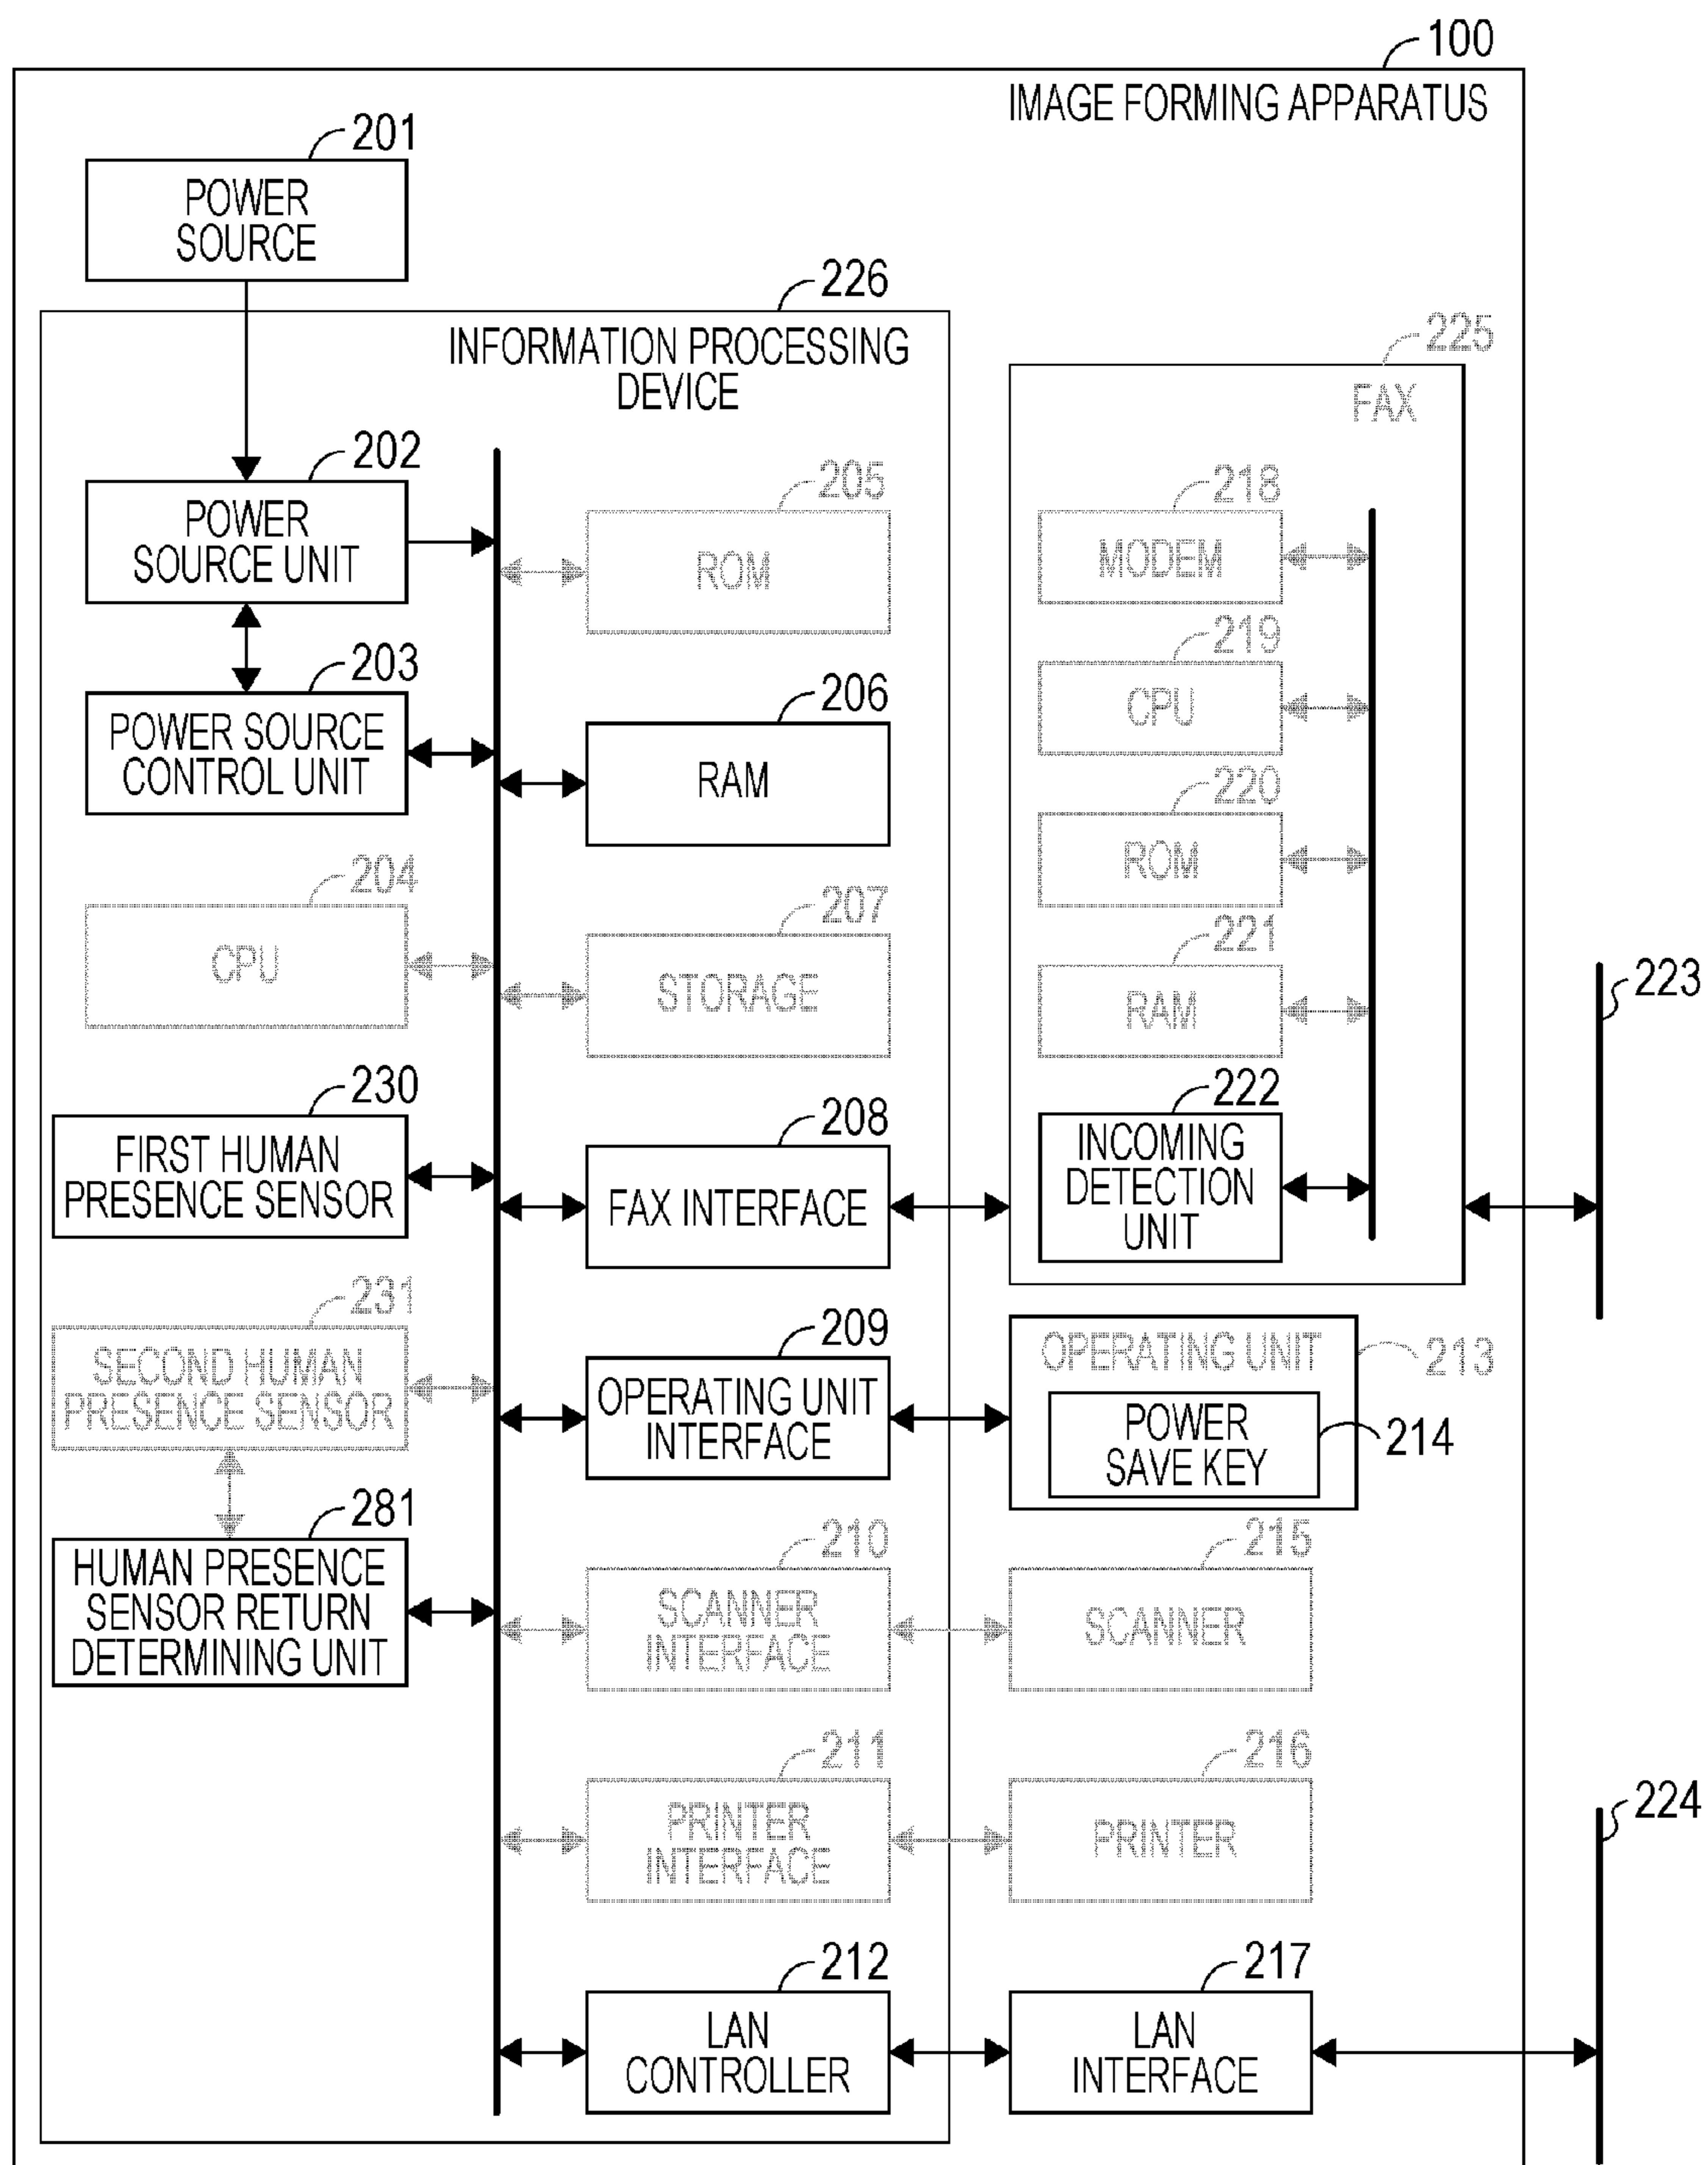 100
IMAGE FORMING APPARATUS
201
POWER
SOURCE
226
INFORMATION PROCESSING
DEVICE
225
FAX
202
POWER
SOURCE UNIT
205
ROM
218
MODEM
203
POWER SOURCE
CONTROL UNIT
206
RAM
219
CPU
220
ROM
204
CPU
207
STORAGE
221
RAM
223
230
FIRST HUMAN
PRESENCE SENSOR
208
FAX INTERFACE
222
INCOMING
DETECTION
UNIT
231
SECOND HUMAN
PRESENCE SENSOR
209
OPERATING UNIT
INTERFACE
OPERATING UNIT
213
POWER
SAVE KEY
214
281
HUMAN PRESENCE
SENSOR RETURN
DETERMINING UNIT
210
SCANNER
INTERFACE
215
SCANNER
211
PRINTER
INTERFACE
216
PRINTER
224
212
LAN
CONTROLLER
217
LAN
INTERFACE